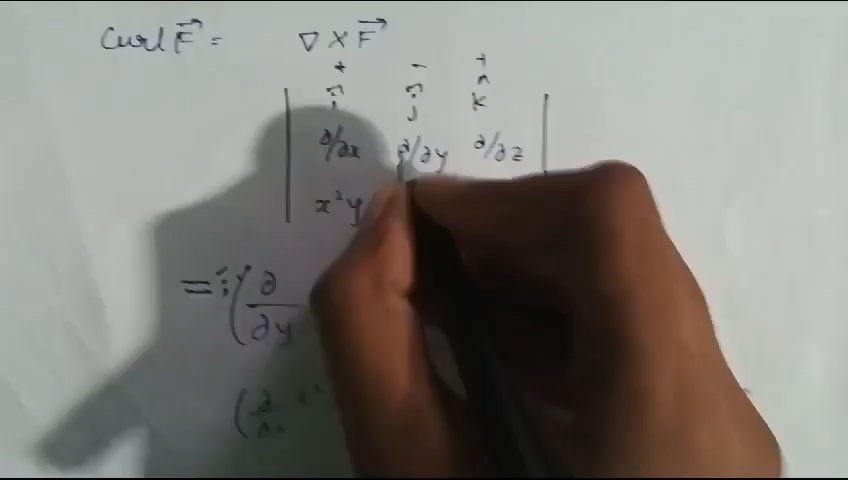 Curl F⃗ = ∇ X F⃗
+ - +
î ĵ k̂
∂/∂x ∂/∂y ∂/∂z
x²y
= î ( ∂
∂y
( ∂